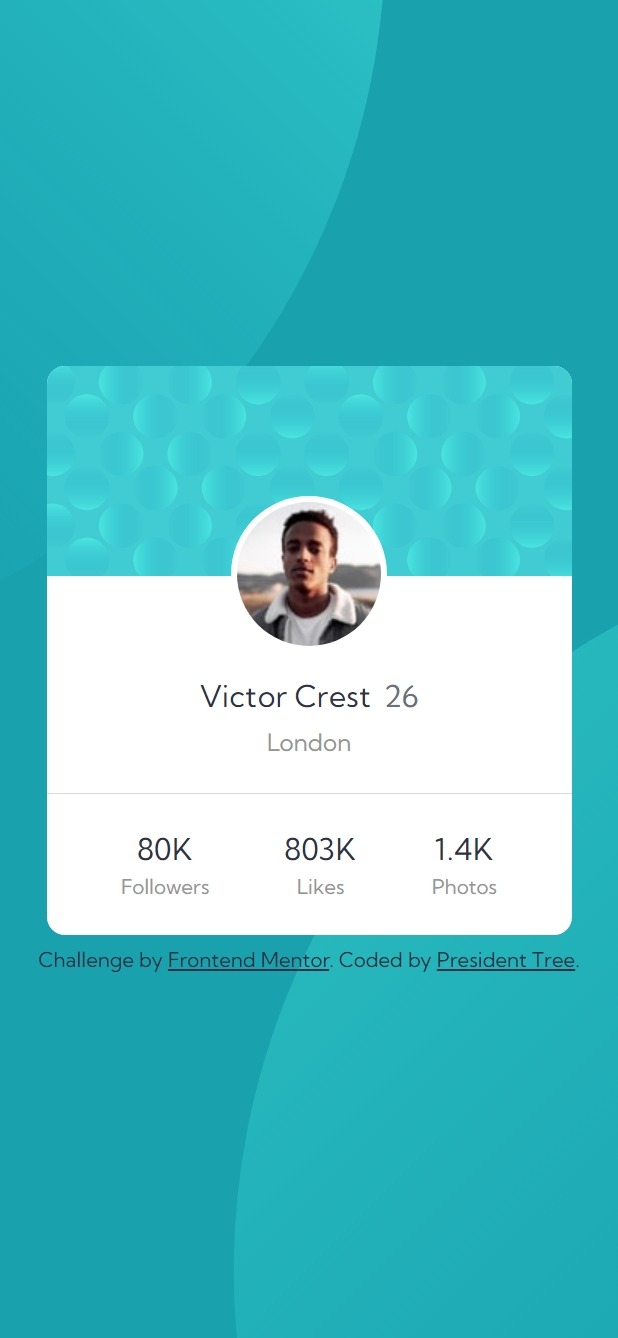 Victor Crest 26
London
80K 803K 1.4K
Followers Likes Photos
Challenge by Frontend Mentor. Coded by President Tree.